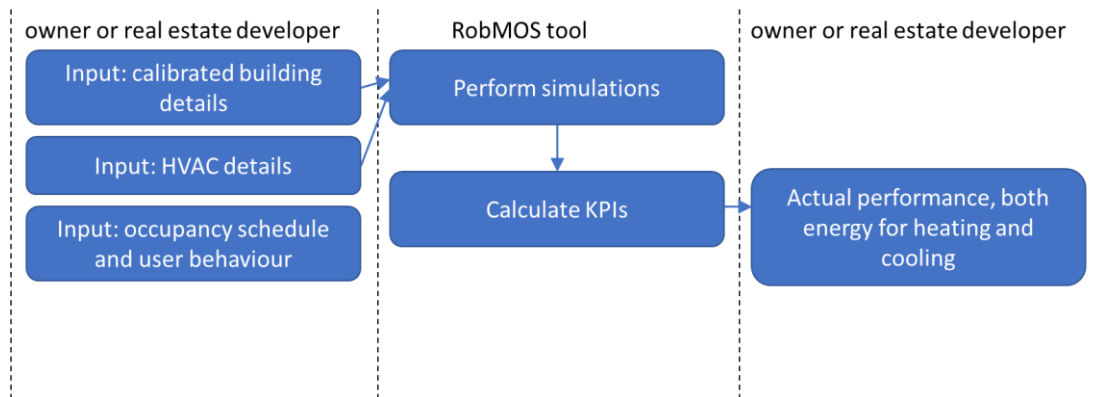 owner or real estate developer
Input: calibrated building
details
Input: HVAC details
Input: occupancy schedule
and user behaviour
RobMOS tool
Perform simulations
Calculate KPIs
owner or real estate developer
Actual performance, both
energy for heating and
cooling